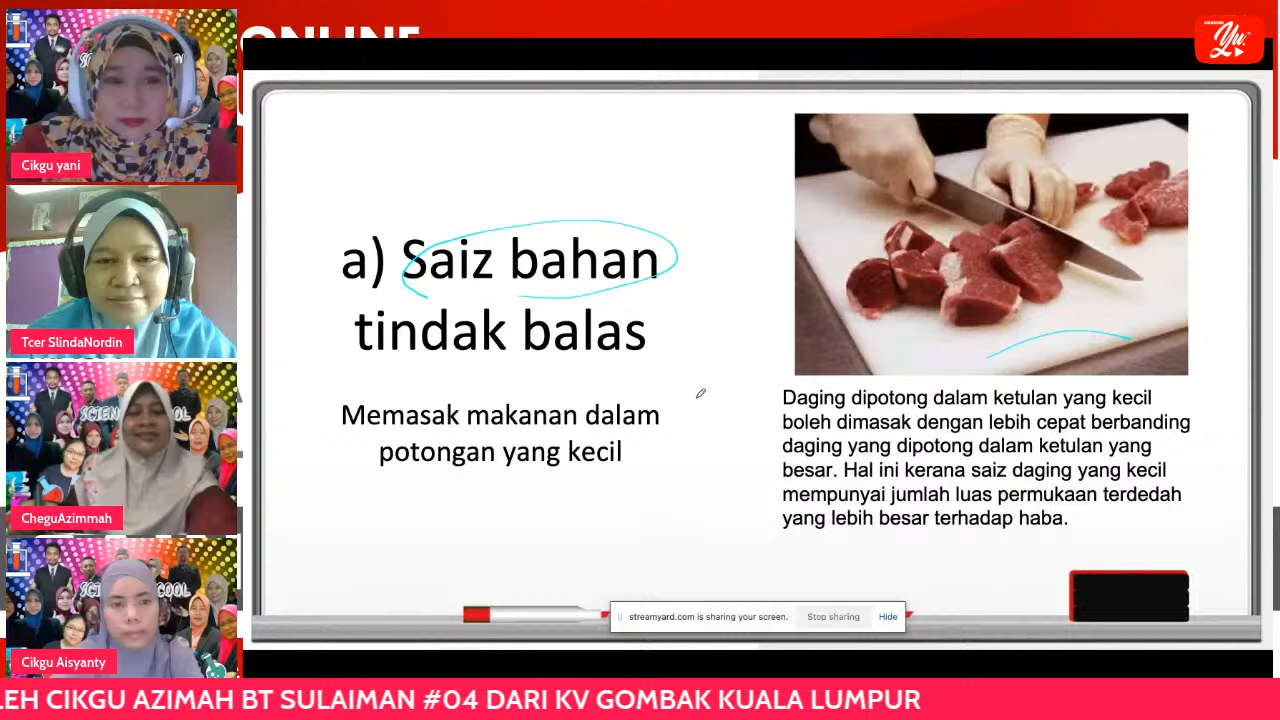 ONLINE
Cikgu yani
Tcer SlindaNordin
CheguAzimmah
Cikgu Aisyanty
a) Saiz bahan
tindak balas
Memasak makanan dalam
potongan yang kecil
Daging dipotong dalam ketulan yang kecil
boleh dimasak dengan lebih cepat berbanding
daging yang dipotong dalam ketulan yang
besar. Hal ini kerana saiz daging yang kecil
mempunyai jumlah luas permukaan terdedah
yang lebih besar terhadap haba.
streamyard.com is sharing your screen.
Stop sharing
Hide
LEH CIKGU AZIMAH BT SULAIMAN #04 DARI KV GOMBAK KUALA LUMPUR